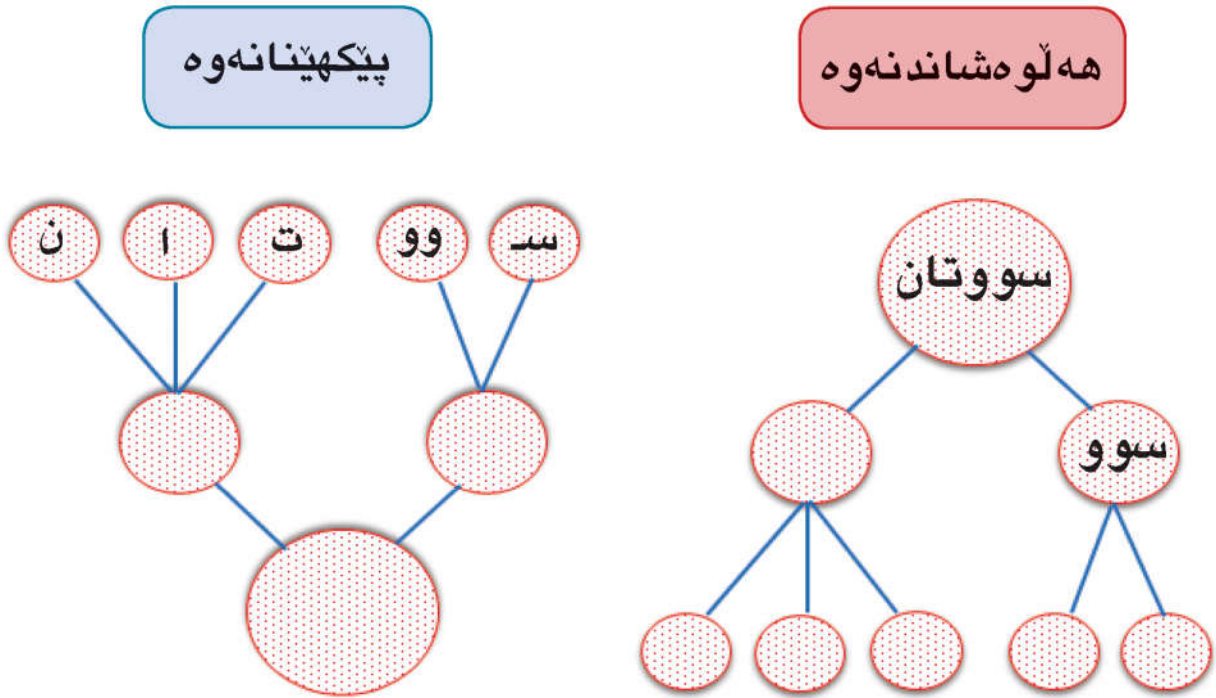 هەڵوەشاندنەوە
پێکهێنانەوە
سـ
وو
ت
ا
ن
سووتان
سوو